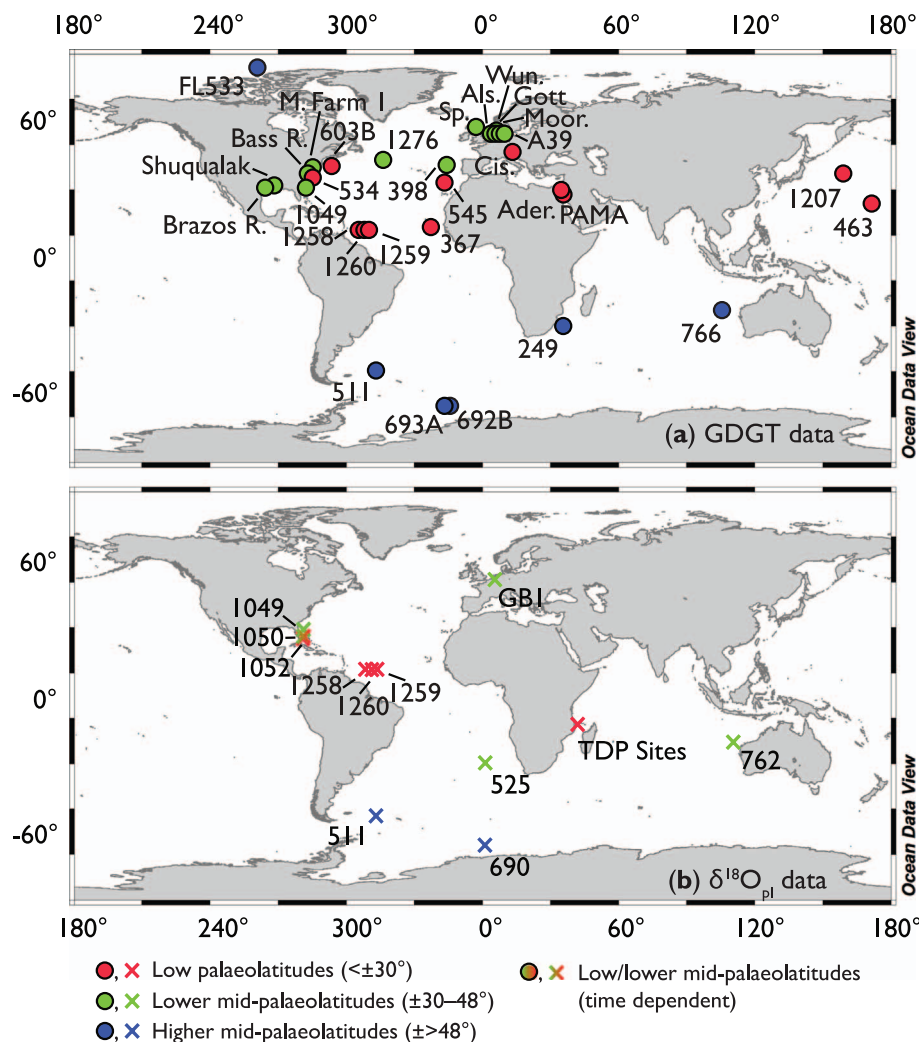 180° 240° 300° 0° 60° 120° 180°
FL533
M. Farm 1
Bass R.
603B
Shuqualak
1276
Sp.
Als.
Wun.
Gott
Moor.
A39
60°
398
Cis.
534
1049
545
Ader.
PAMA
1207
463
Brazos R.
1258
1260
1259
367
0°
249
766
511
693A
692B
-60°
(a) GDGT data
Ocean Data View
60°
GB1
1049
1050
1052
1258
1260
1259
0°
TDP Sites
525
762
511
690
-60°
(b) δ¹⁸Oₚₗ data
Ocean Data View
180° 240° 300° 0° 60° 120° 180°
, Low palaeolatitudes (<±30°)
, Lower mid-palaeolatitudes (±30–48°)
, Higher mid-palaeolatitudes (±>48°)
, Low/lower mid-palaeolatitudes
(time dependent)